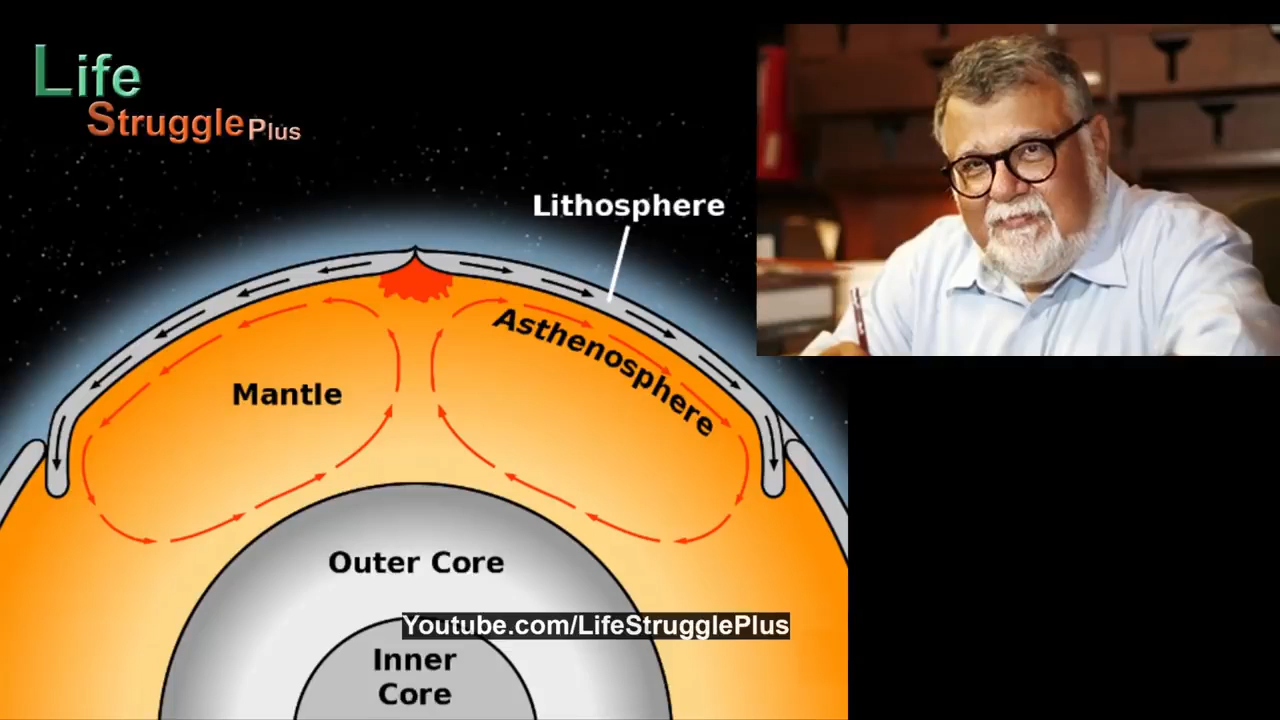 Life
Struggle Plus
Lithosphere
Asthenosphere
Mantle
Outer Core
Youtube.com/LifeStrugglePlus
Inner
Core